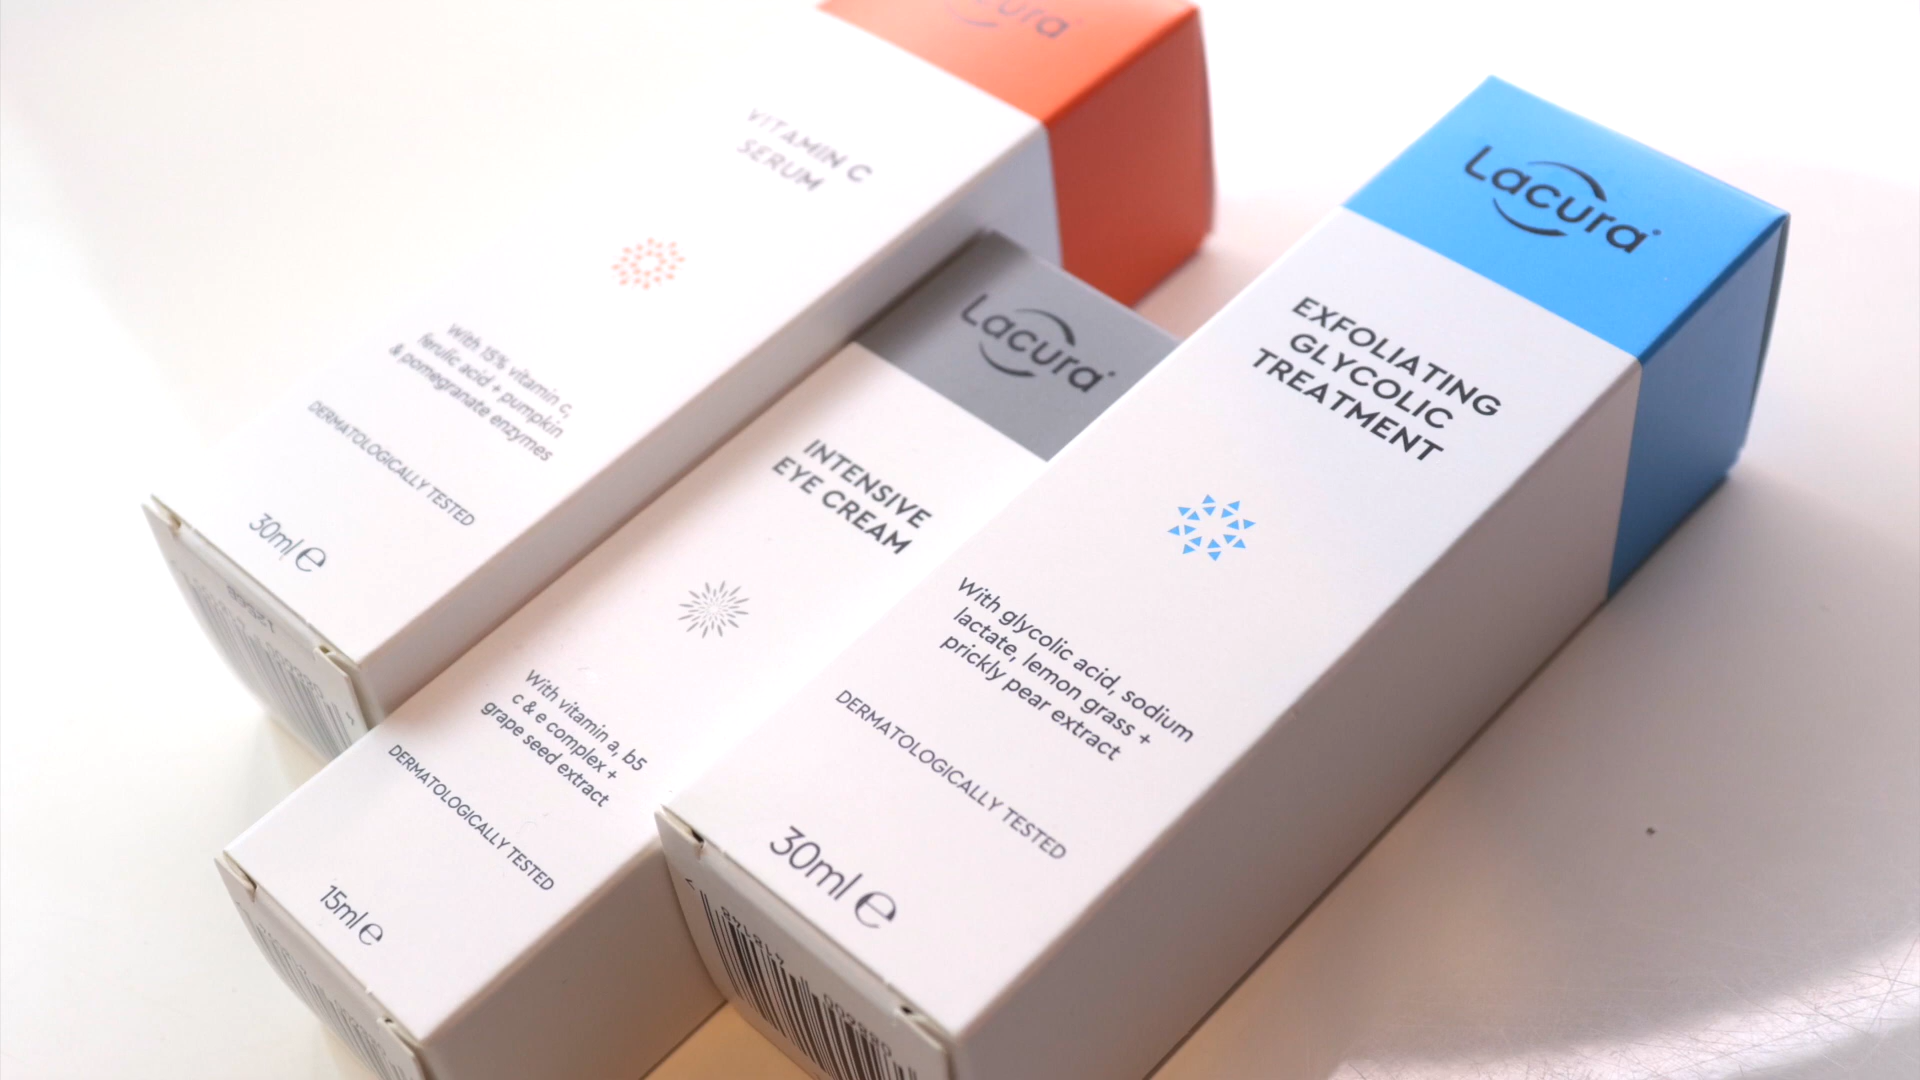 Lacura
VITAMIN C
SERUM
With 15% vitamin c,
ferulic acid + pumpkin
& pomegranate enzymes
DERMATOLOGICALLY TESTED
30ml e
Lacura
INTENSIVE
EYE CREAM
With vitamin a, b5
c & e complex +
grape seed extract
DERMATOLOGICALLY TESTED
15ml e
Lacura
EXFOLIATING
GLYCOLIC
TREATMENT
With glycolic acid, sodium
lactate, lemon grass +
prickly pear extract
DERMATOLOGICALLY TESTED
30ml e